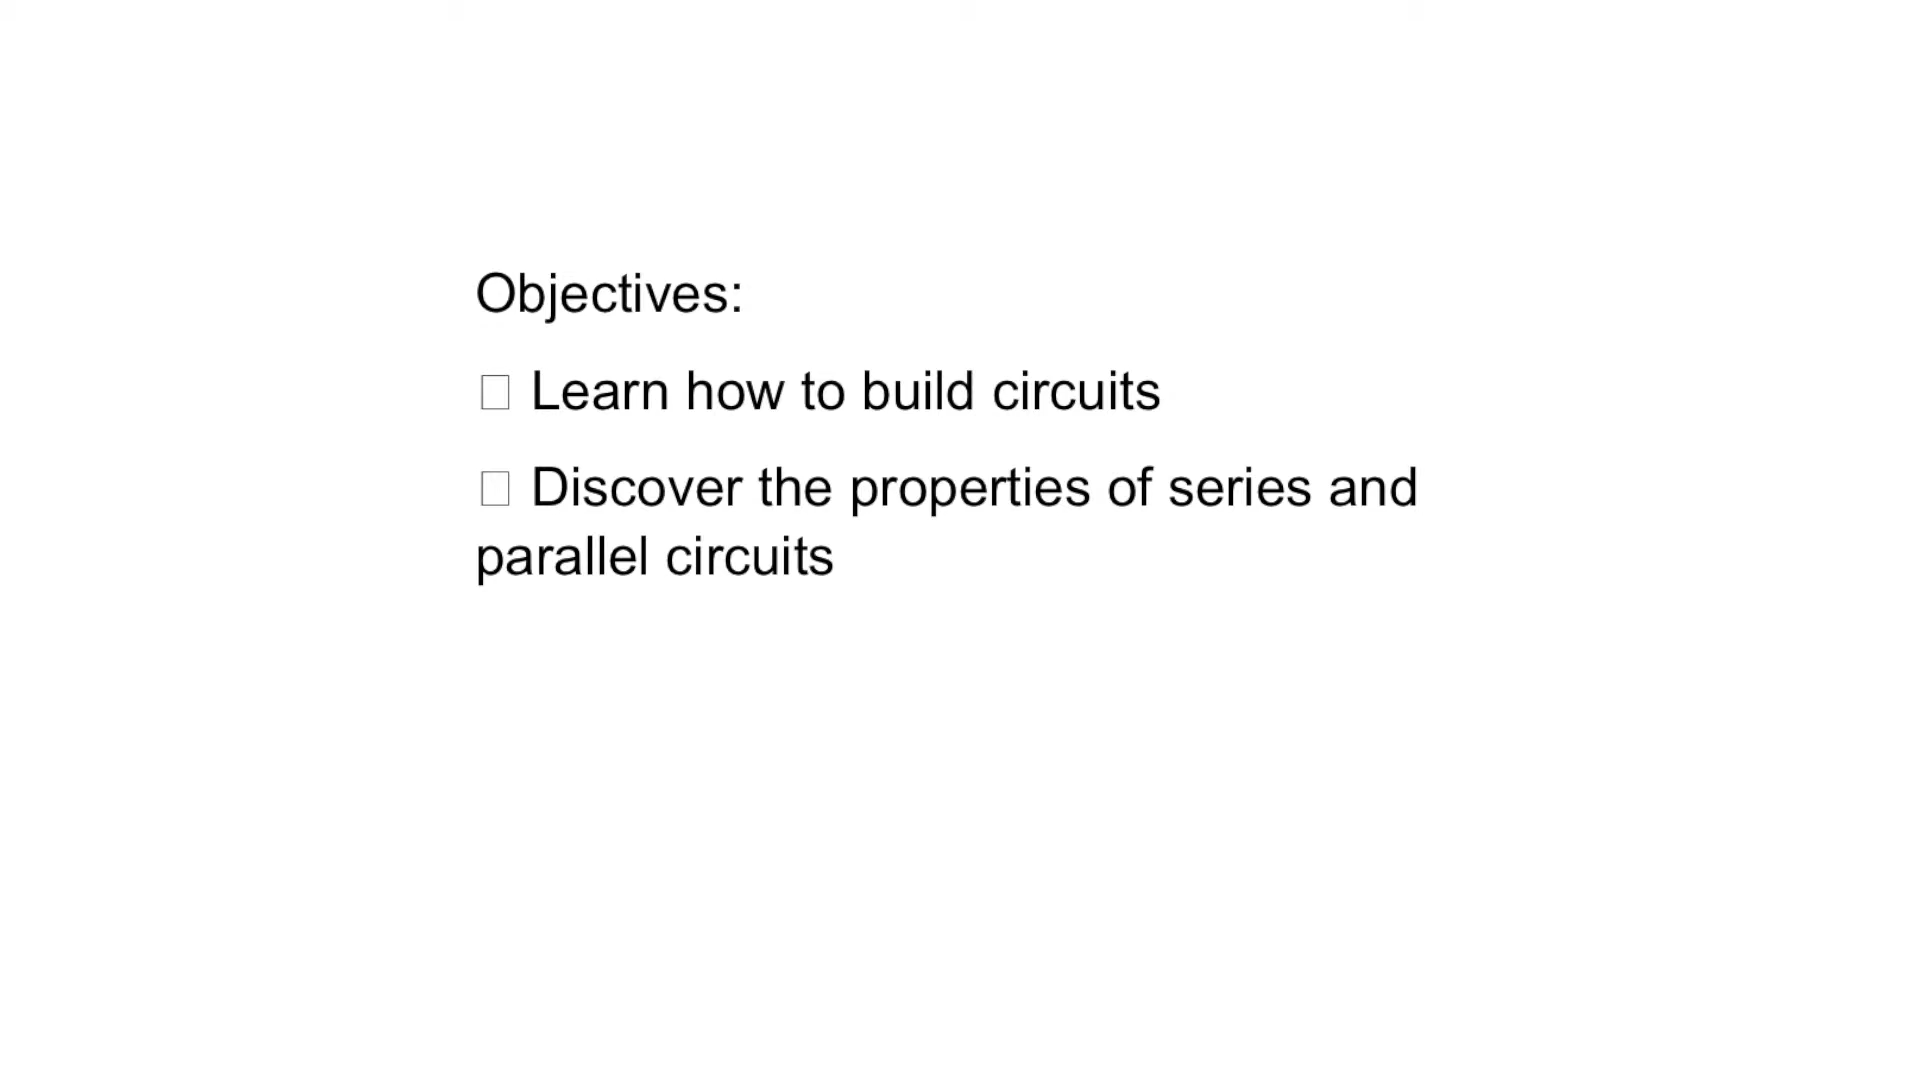 Objectives:
□ Learn how to build circuits
□ Discover the properties of series and
parallel circuits